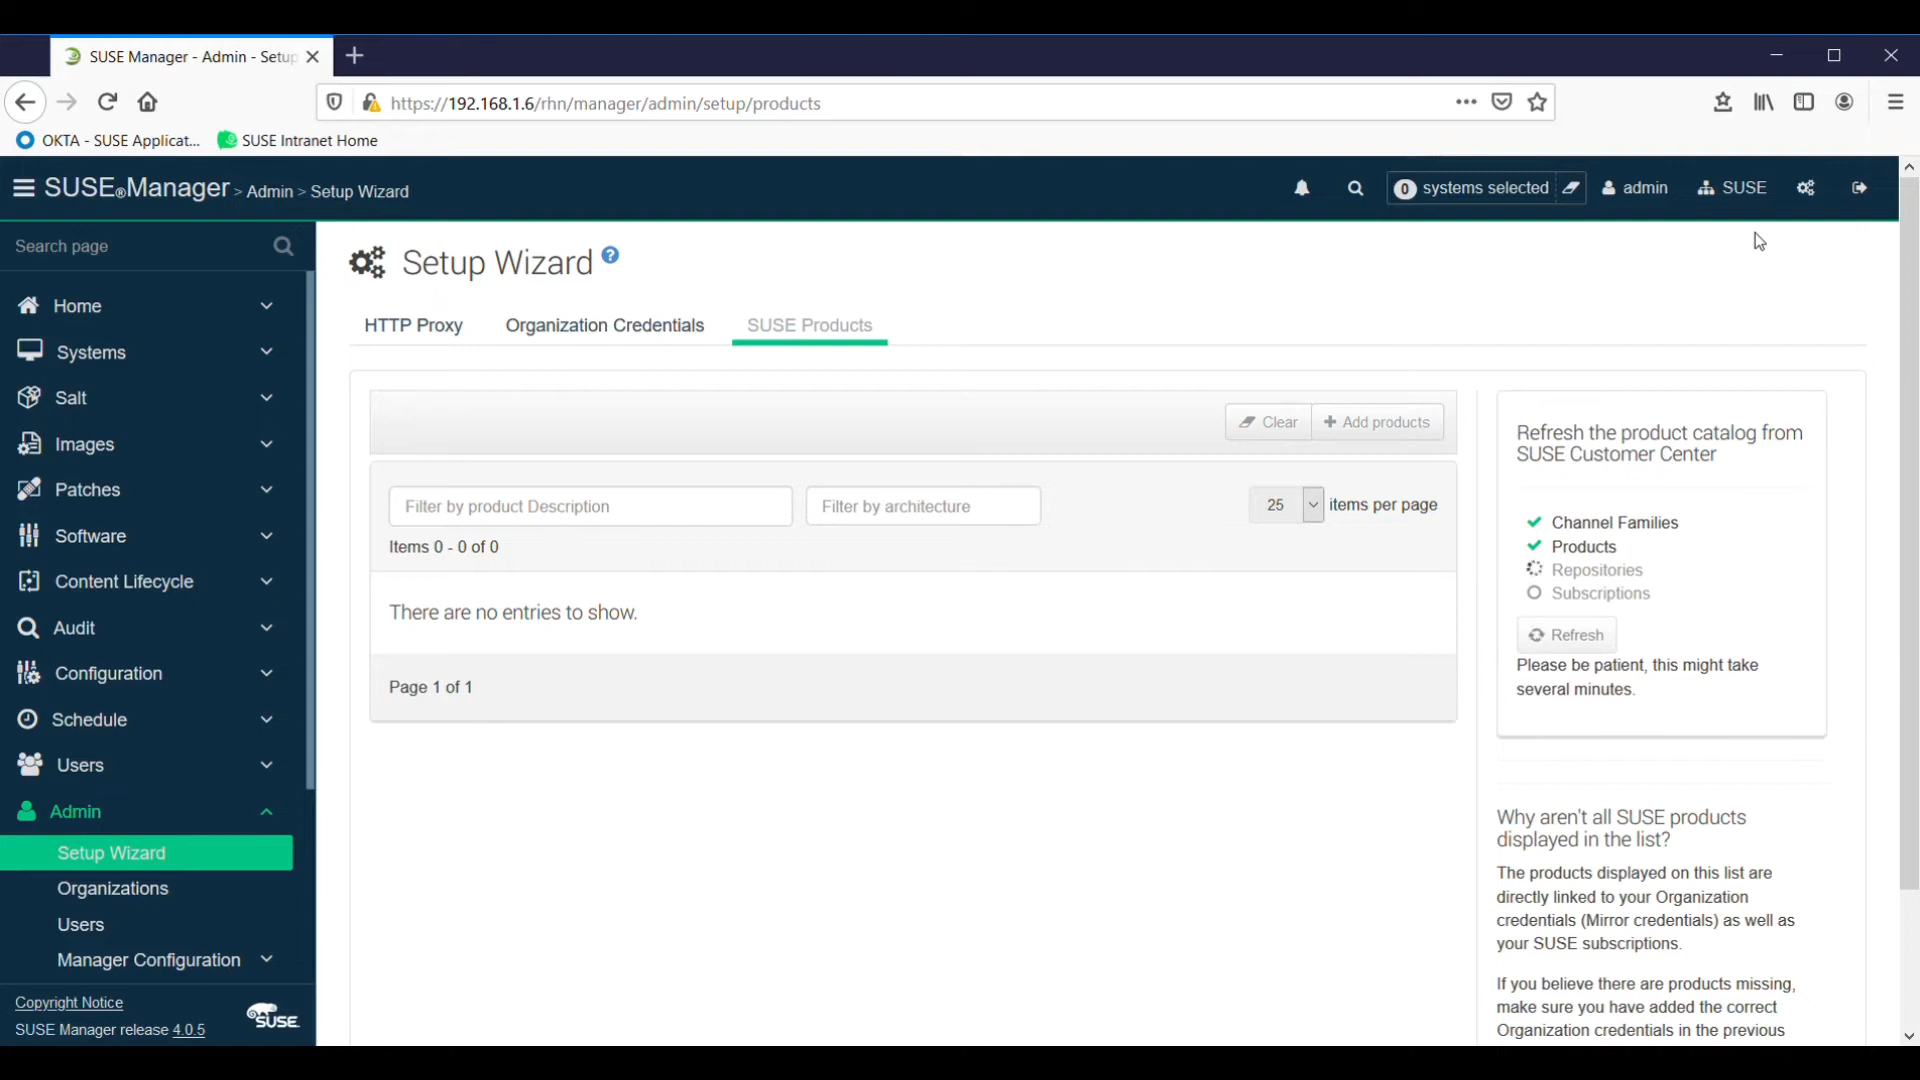 SUSE Manager - Admin - Setup
https://192.168.1.6/rhn/manager/admin/setup/products
OKTA - SUSE Applicat...
SUSE Intranet Home
SUSE®Manager > Admin > Setup Wizard
0 systems selected
admin
SUSE
Search page
Home
Systems
Salt
Images
Patches
Software
Content Lifecycle
Audit
Configuration
Schedule
Users
Admin
Setup Wizard
Organizations
Users
Manager Configuration
Copyright Notice
SUSE Manager release 4.0.5
SUSE
Setup Wizard
HTTP Proxy
Organization Credentials
SUSE Products
Clear
Add products
Filter by product Description
Filter by architecture
25 items per page
Items 0 - 0 of 0
There are no entries to show.
Page 1 of 1
Refresh the product catalog from
SUSE Customer Center
Channel Families
Products
Repositories
Subscriptions
Refresh
Please be patient, this might take
several minutes.
Why aren't all SUSE products
displayed in the list?
The products displayed on this list are
directly linked to your Organization
credentials (Mirror credentials) as well as
your SUSE subscriptions.
If you believe there are products missing,
make sure you have added the correct
Organization credentials in the previous